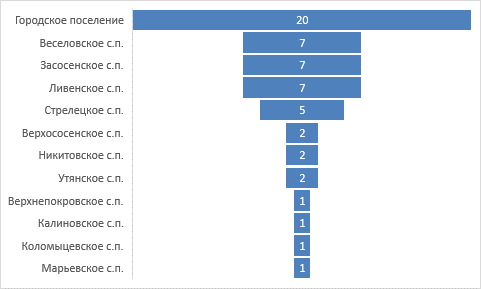 Городское поселение 20
Веселовское с.п. 7
Засосенское с.п. 7
Ливенское с.п. 7
Стрелецкое с.п. 5
Верхососенское с.п. 2
Никитовское с.п. 2
Утянское с.п. 2
Верхнепокровское с.п. 1
Калиновское с.п. 1
Коломыцевское с.п. 1
Марьевское с.п. 1